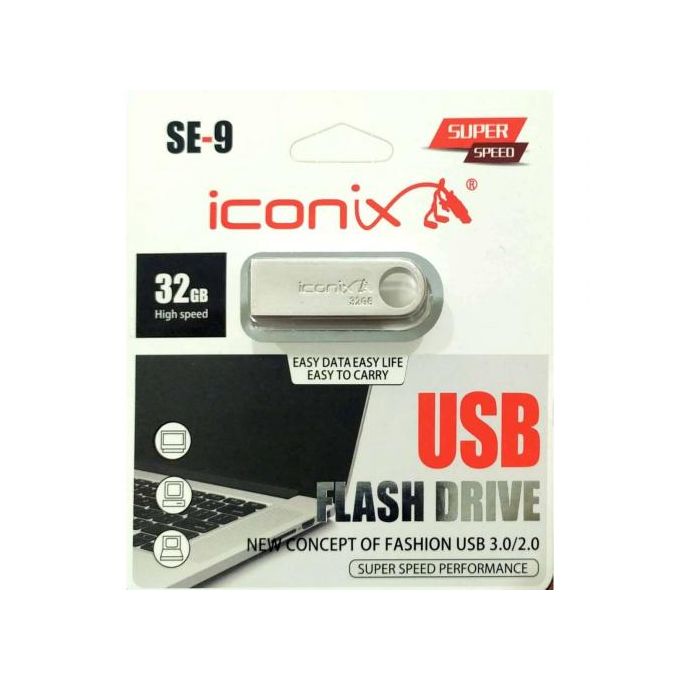 SE-9
SUPER
SPEED
iconix ®
32GB
High speed
iconix
32GB
EASY DATA EASY LIFE
EASY TO CARRY
USB
FLASH DRIVE
NEW CONCEPT OF FASHION USB 3.0/2.0
SUPER SPEED PERFORMANCE